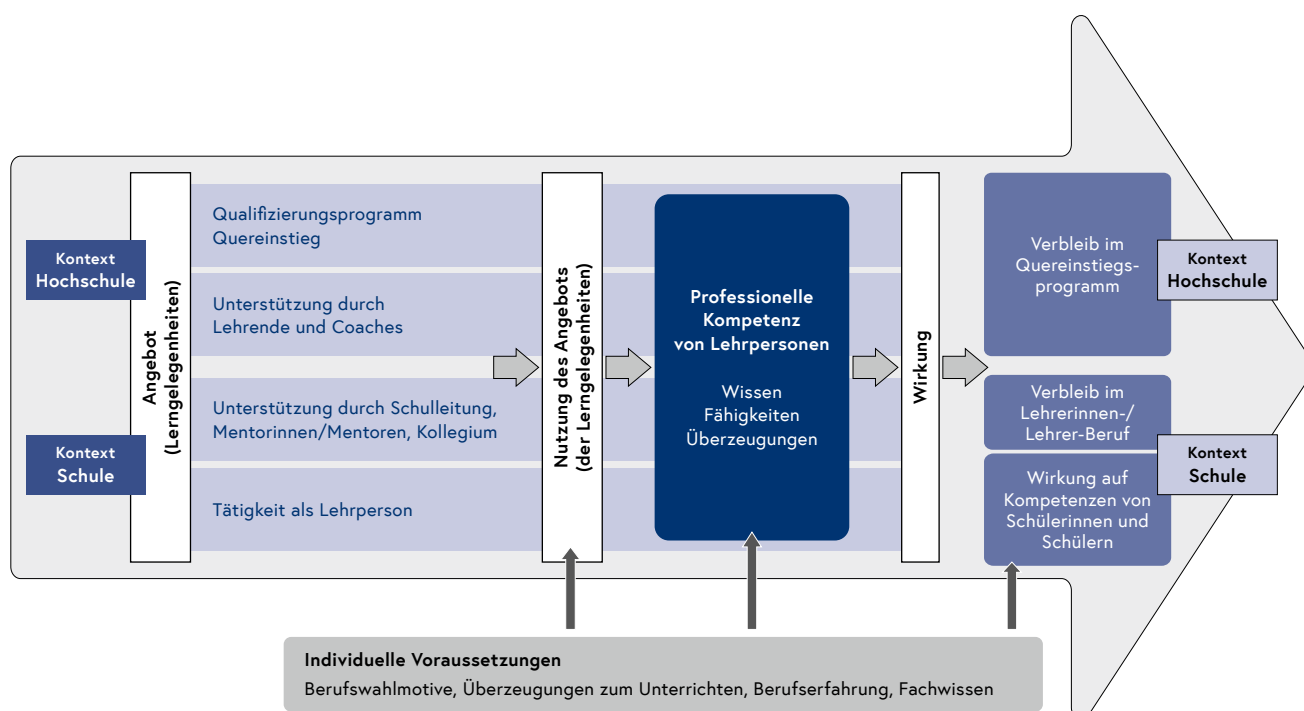 Kontext
Hochschule
Kontext
Schule
Angebot
(Lerngelegenheiten)
Qualifizierungsprogramm
Quereinstieg
Unterstützung durch
Lehrende und Coaches
Unterstützung durch Schulleitung,
Mentorinnen/Mentoren, Kollegium
Tätigkeit als Lehrperson
Nutzung des Angebots
(der Lerngelegenheiten)
Professionelle
Kompetenz
von Lehrpersonen
Wissen
Fähigkeiten
Überzeugungen
Wirkung
Verbleib im
Quereinstiegs-
programm
Verbleib im
Lehrerinnen-/
Lehrer-Beruf
Wirkung auf
Kompetenzen von
Schülerinnen und
Schülern
Kontext
Hochschule
Kontext
Schule
Individuelle Voraussetzungen
Berufswahlmotive, Überzeugungen zum Unterrichten, Berufserfahrung, Fachwissen